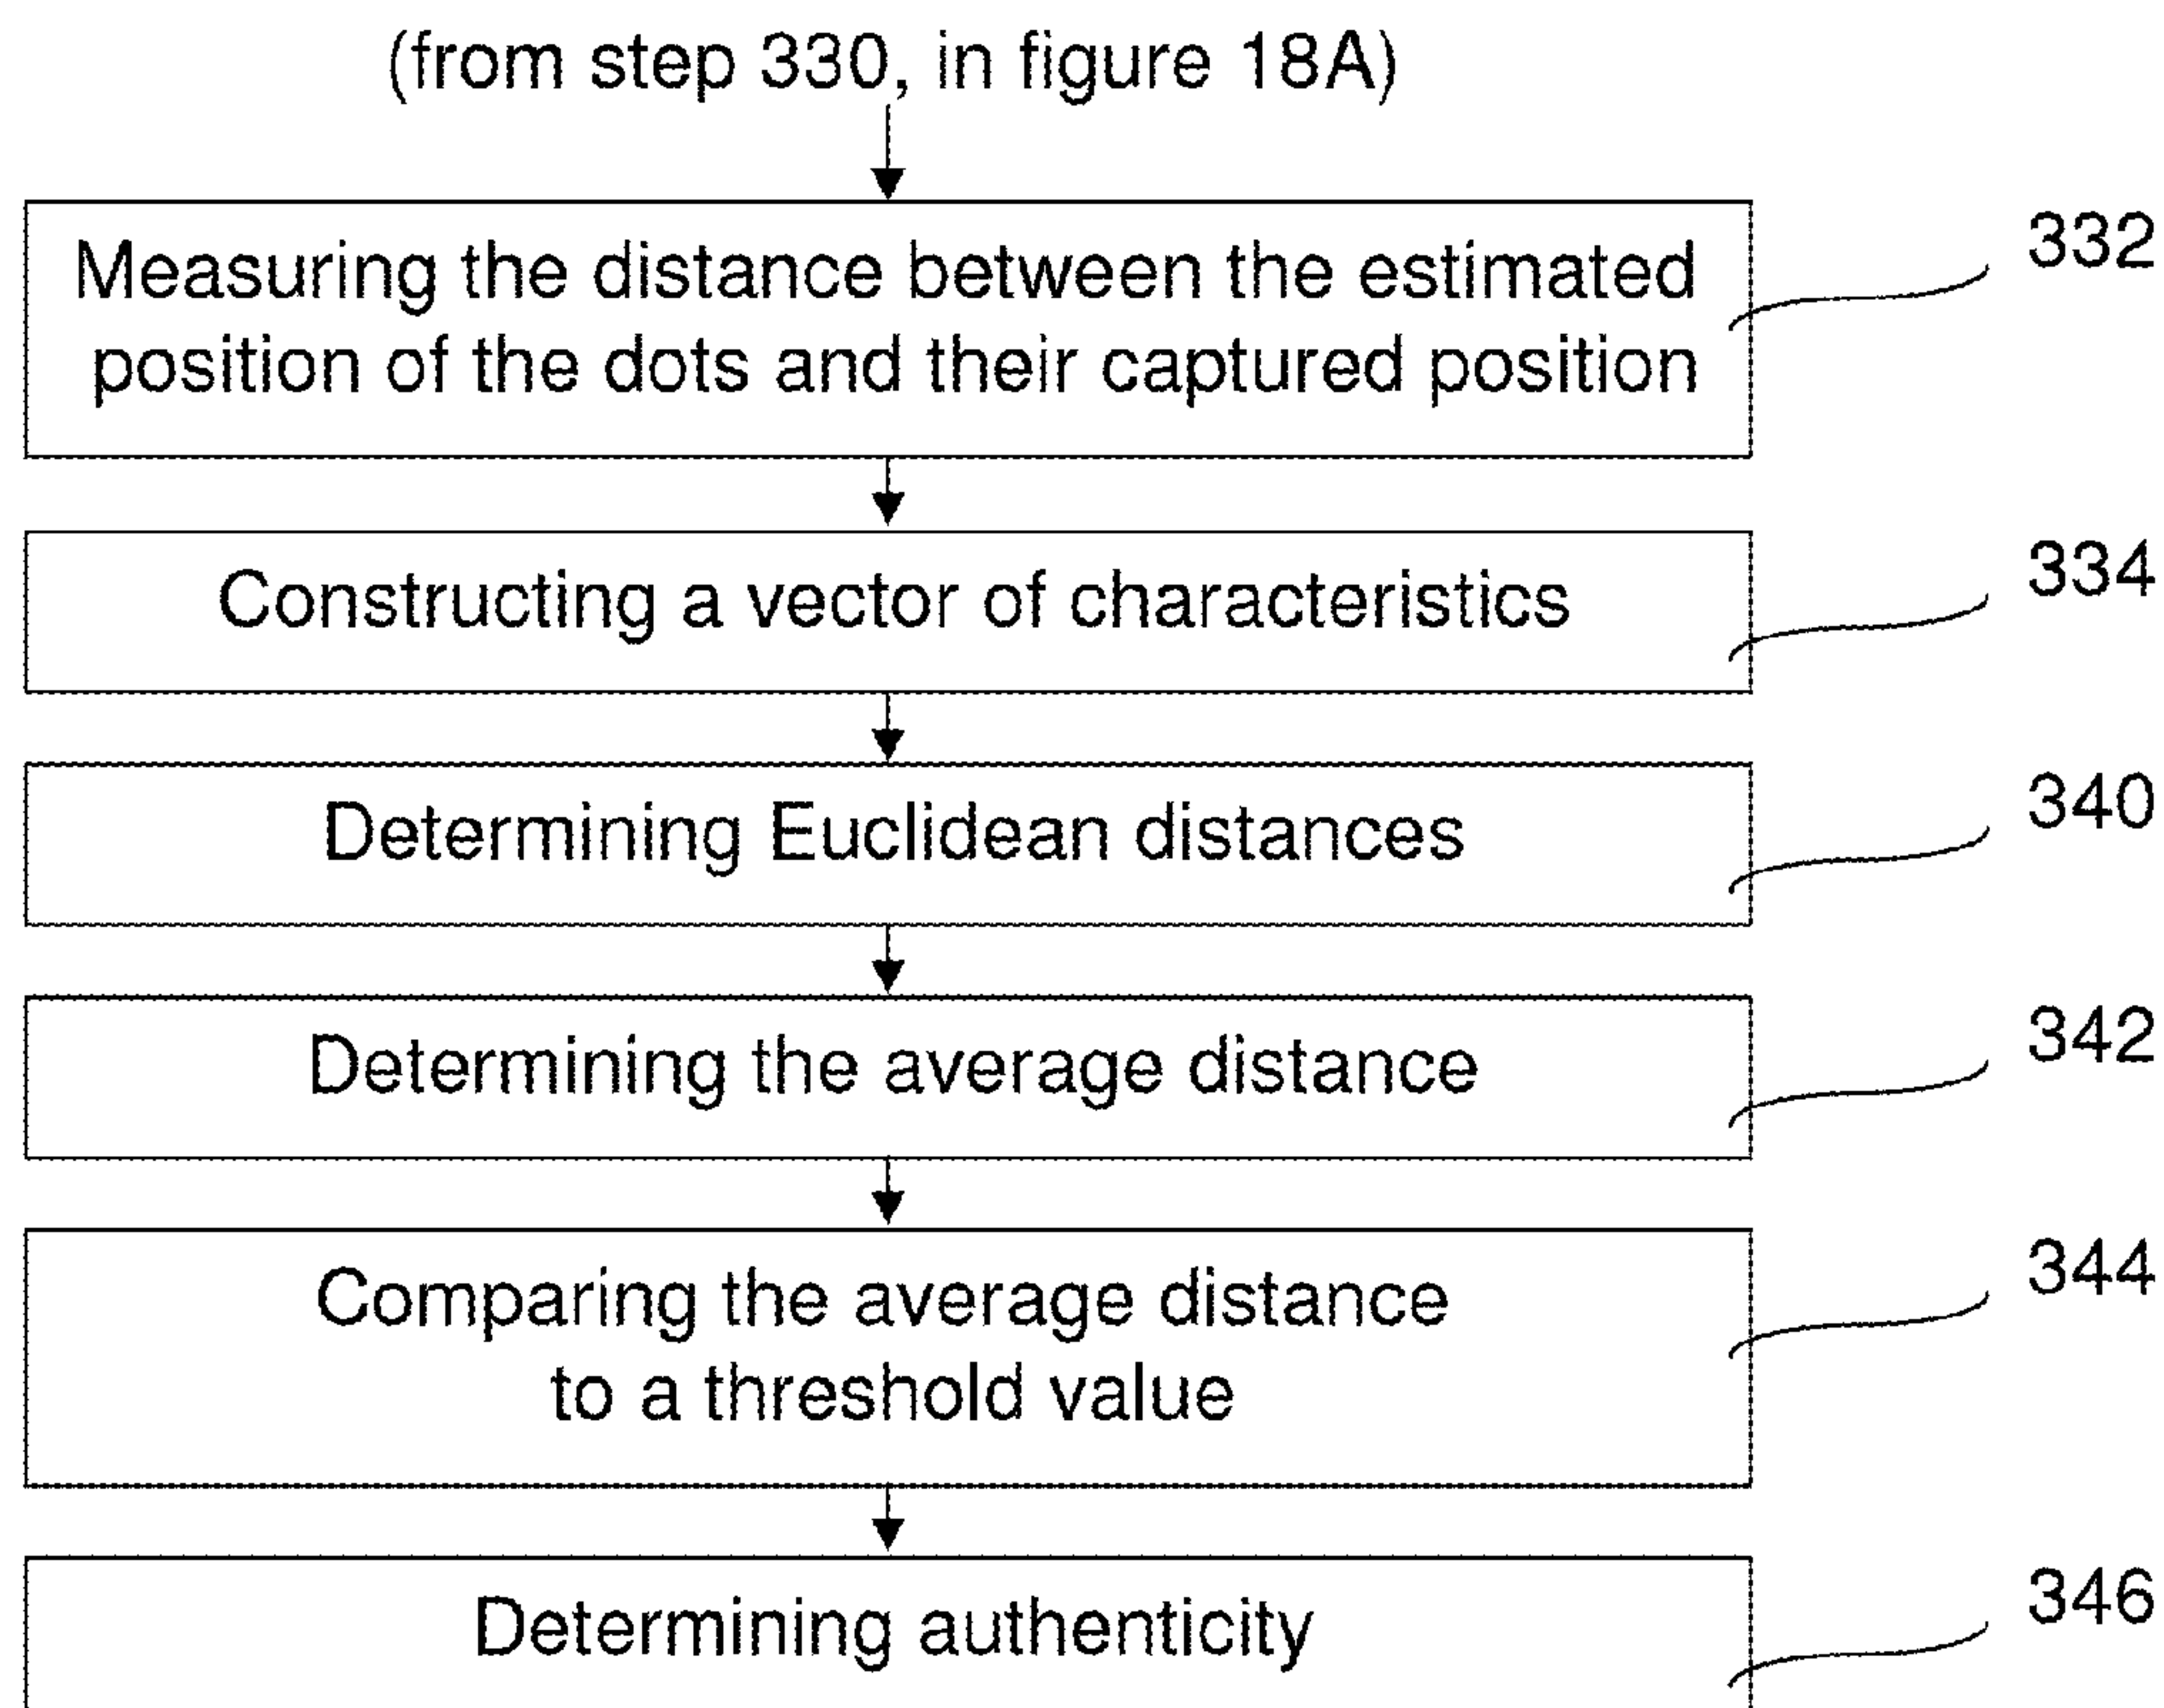 (from step 330, in figure 18A)
Measuring the distance between the estimated
position of the dots and their captured position
332
Constructing a vector of characteristics
334
Determining Euclidean distances
340
Determining the average distance
342
Comparing the average distance
to a threshold value
344
Determining authenticity
346